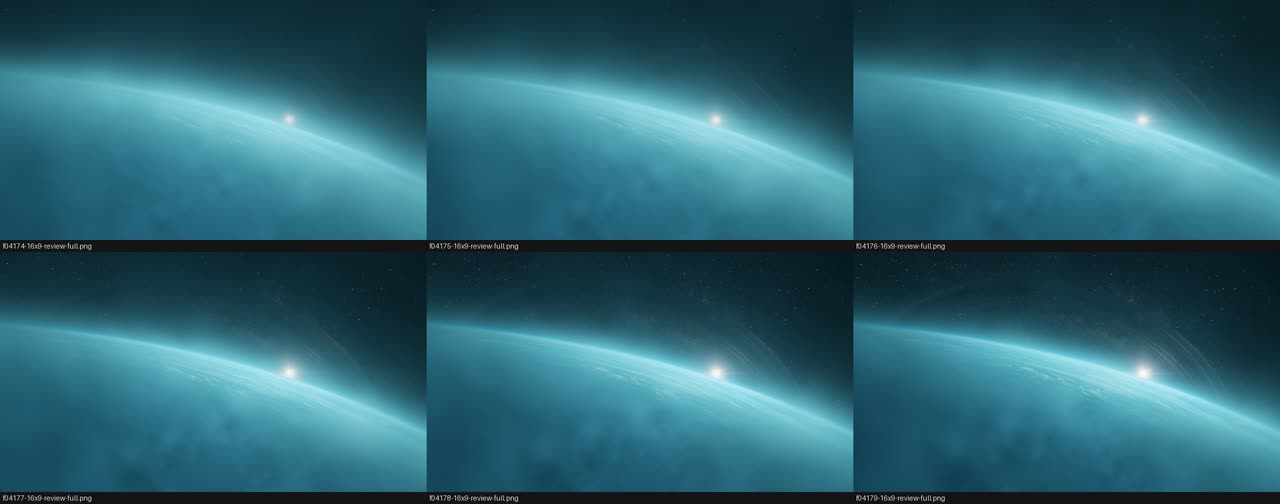 f04174-16x9-review-full.png
f04175-16x9-review-full.png
f04176-16x9-review-full.png
f04177-16x9-review-full.png
f04178-16x9-review-full.png
f04179-16x9-review-full.png